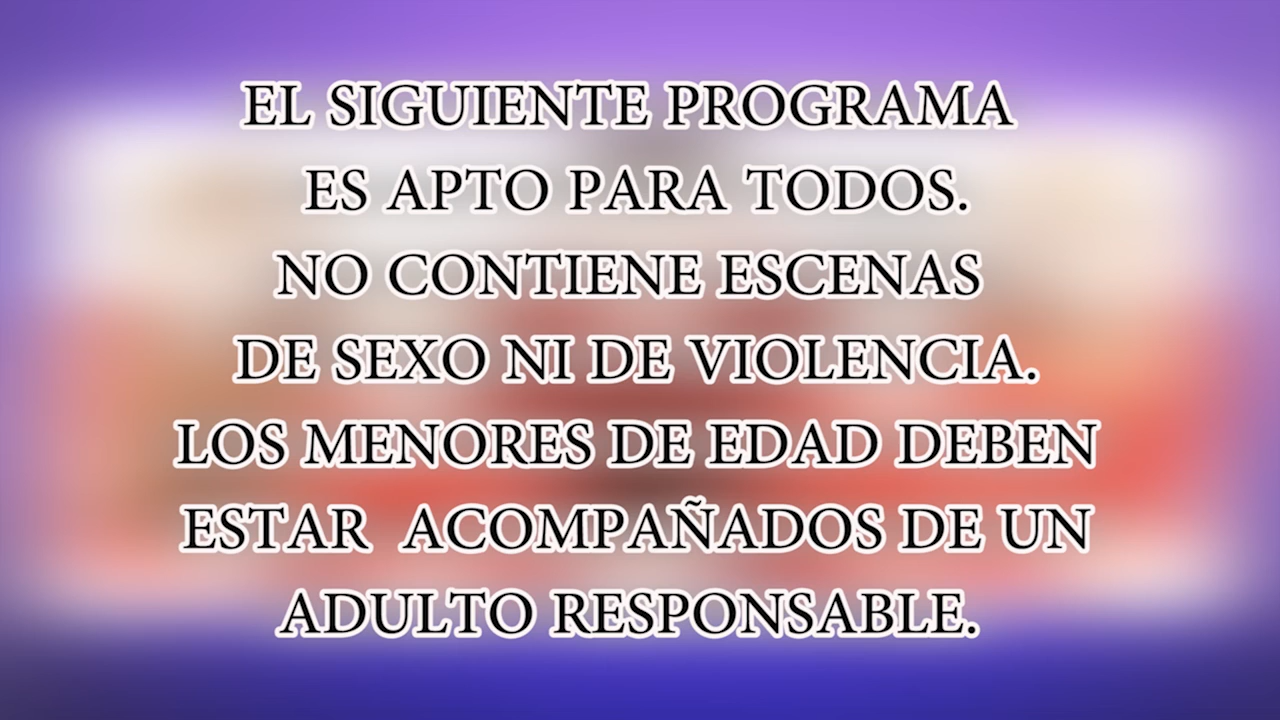 EL SIGUIENTE PROGRAMA
ES APTO PARA TODOS.
NO CONTIENE ESCENAS
DE SEXO NI DE VIOLENCIA.
LOS MENORES DE EDAD DEBEN
ESTAR ACOMPAÑADOS DE UN
ADULTO RESPONSABLE.